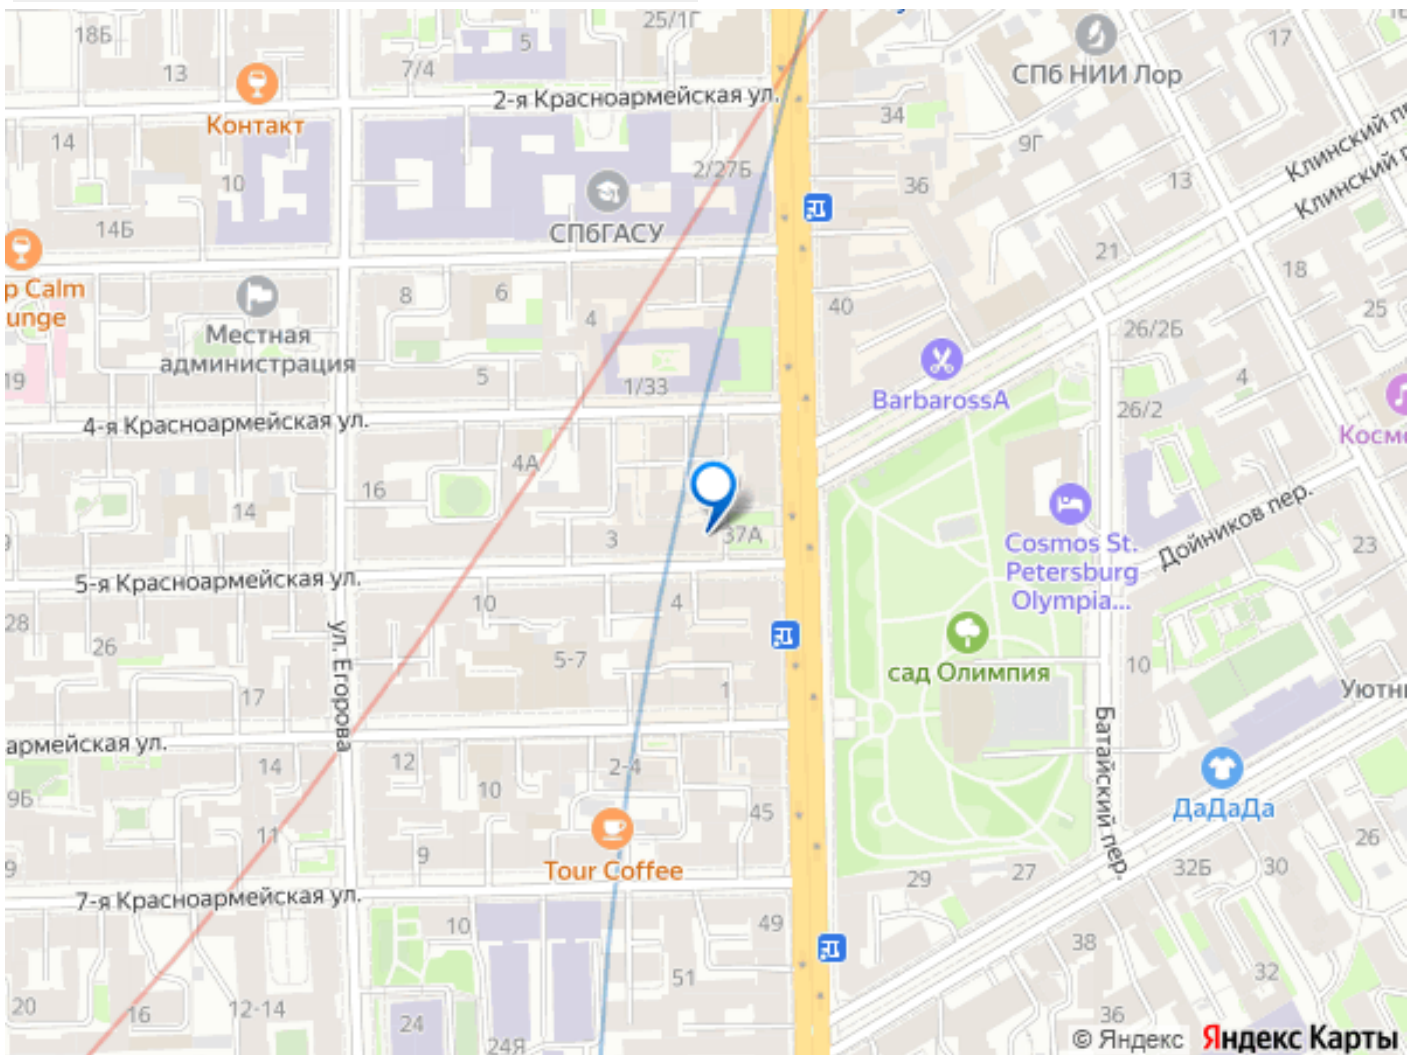 25/1Г
18Б
5
17
13
7/4
СПб НИИ Лор
2-я Красноармейская ул.
Контакт
34
14
9Г
Клинский
Клинский
10
2/27Б
36
13
14Б
СПбГАСУ
21
p Calm
unge
8
6
18
40
4
25
Местная
администрация
26/2Б
19
5
1/33
4
BarbarossA
26/2
4-я Красноармейская ул.
4А
16
14
37А
3
Cosmos St.
Petersburg
Olympia...
Дойников пер.
23
5-я Красноармейская ул.
10
4
28
26
ул. Егорова
5-7
сад Олимпия
10
17
1
армейская ул.
Батайский пер.
14
12
2-4
9Б
10
45
ДаДаДа
11
9
Tour Coffee
26
9
27
29
32Б
30
7-я Красноармейская ул.
10
49
38
51
32
20
16
12-14
24
36
24Я
© Яндекс Яндекс Карты